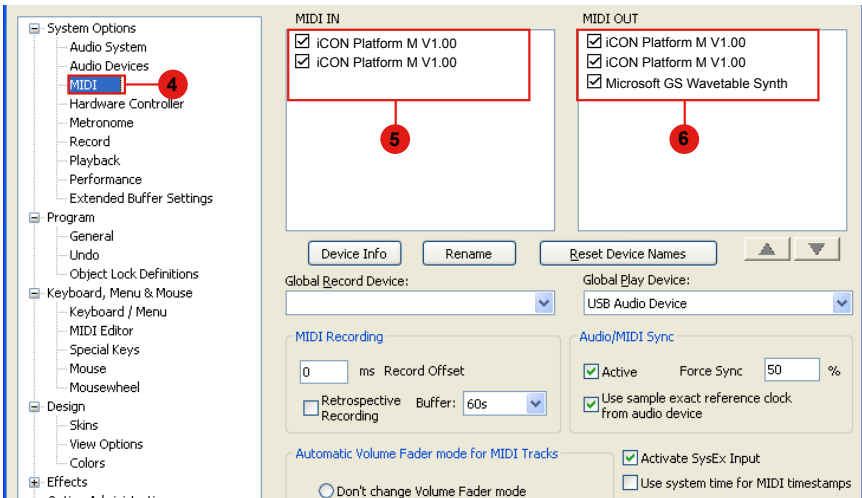 System Options
Audio System
Audio Devices
MIDI
4
Hardware Controller
Metronome
Record
Playback
Performance
Extended Buffer Settings
Program
General
Undo
Object Lock Definitions
Keyboard, Menu & Mouse
Keyboard / Menu
MIDI Editor
Special Keys
Mouse
Mousewheel
Design
Skins
View Options
Colors
Effects
MIDI IN
iCON Platform M V1.00
iCON Platform M V1.00
5
MIDI OUT
iCON Platform M V1.00
iCON Platform M V1.00
Microsoft GS Wavetable Synth
6
Device Info
Rename
Reset Device Names
Global Record Device:
Global Play Device:
USB Audio Device
MIDI Recording
0 ms Record Offset
Retrospective Recording
Buffer: 60s
Audio/MIDI Sync
Active
Force Sync 50 %
Use sample exact reference clock
from audio device
Automatic Volume Fader mode for MIDI Tracks
Don't change Volume Fader mode
Activate SysEx Input
Use system time for MIDI timestamps